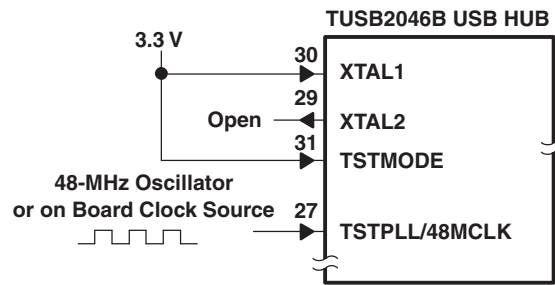 TUSB2046B USB HUB
3.3 V
30
XTAL1
29
Open
XTAL2
31
TSTMODE
48-MHz Oscillator
or on Board Clock Source
27
TSTPLL/48MCLK